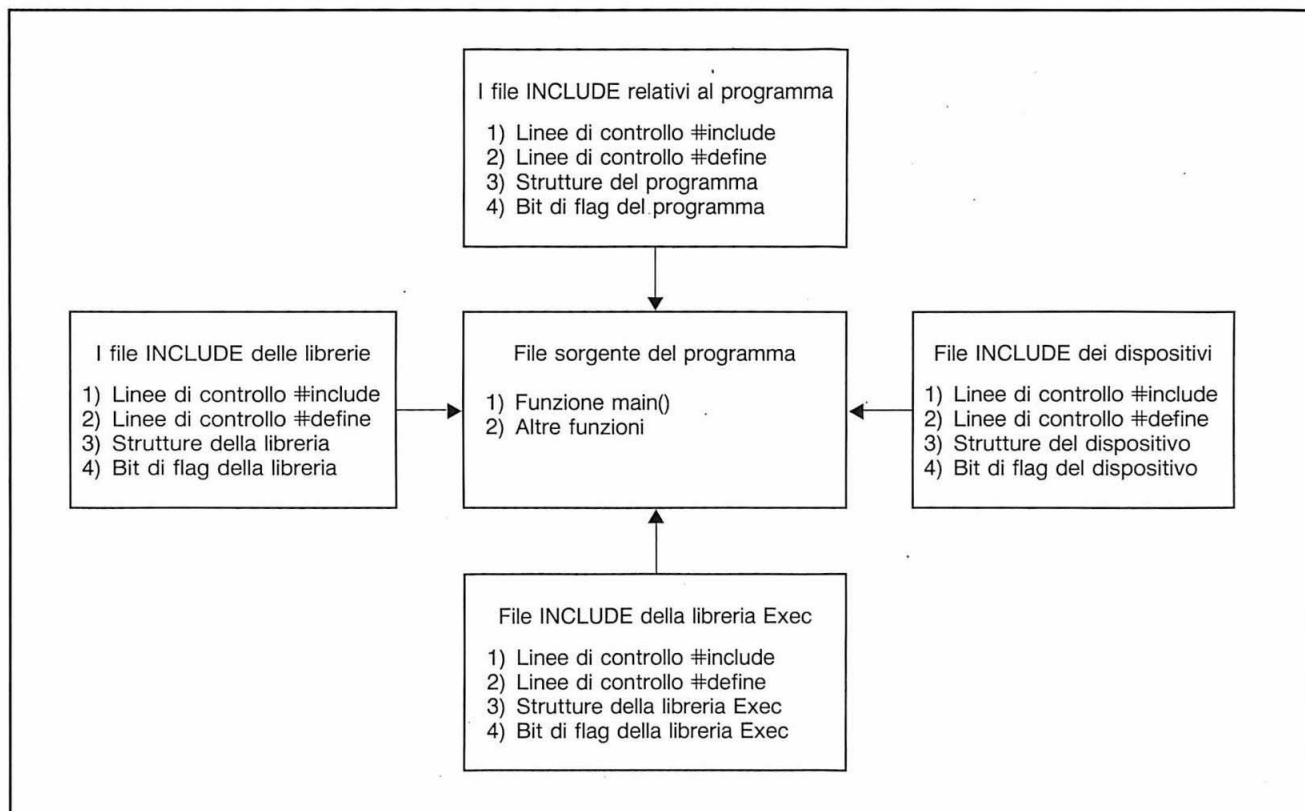 I file INCLUDE relativi al programma
1) Linee di controllo #include
2) Linee di controllo #define
3) Strutture del programma
4) Bit di flag del programma
I file INCLUDE delle librerie
1) Linee di controllo #include
2) Linee di controllo #define
3) Strutture della libreria
4) Bit di flag della libreria
File sorgente del programma
1) Funzione main()
2) Altre funzioni
File INCLUDE dei dispositivi
1) Linee di controllo #include
2) Linee di controllo #define
3) Strutture del dispositivo
4) Bit di flag del dispositivo
File INCLUDE della libreria Exec
1) Linee di controllo #include
2) Linee di controllo #define
3) Strutture della libreria Exec
4) Bit di flag della libreria Exec